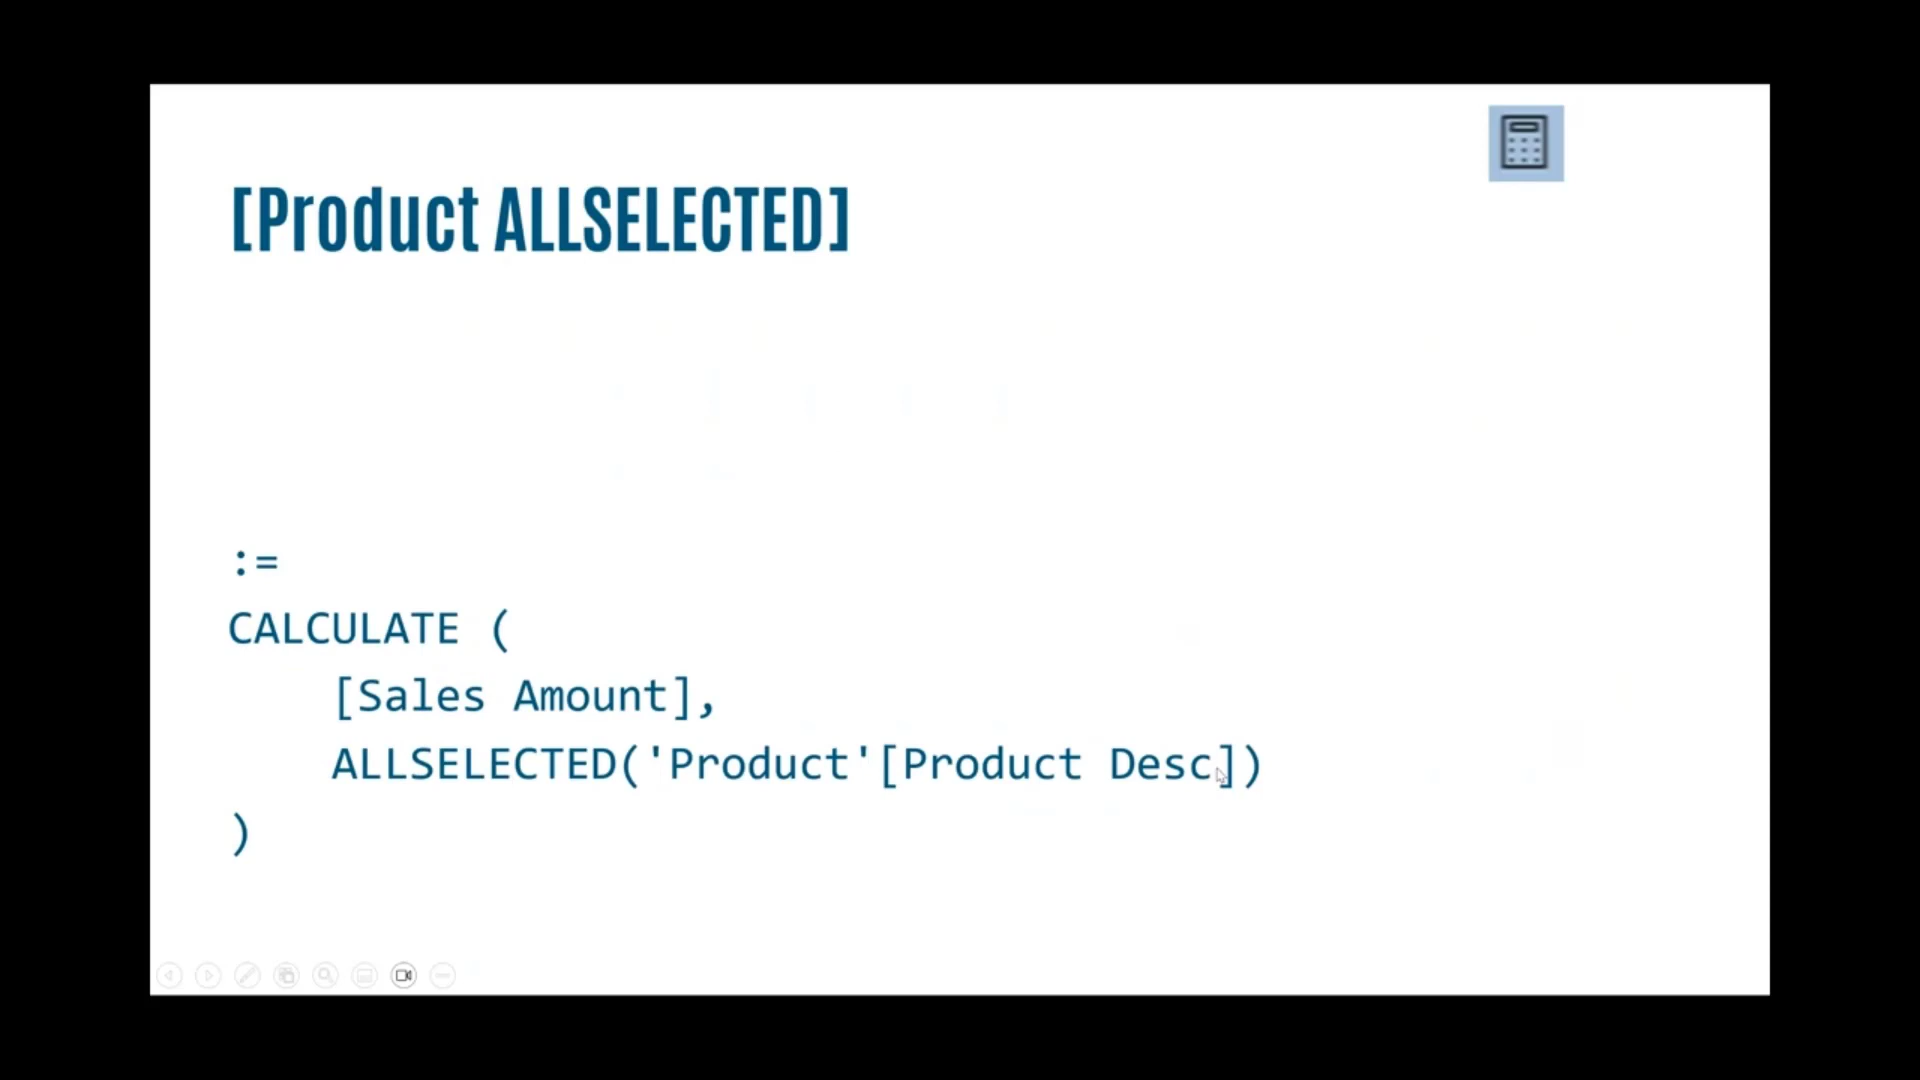 [Product ALLSELECTED]
:=
CALCULATE (
[Sales Amount],
ALLSELECTED('Product'[Product Desc])
)